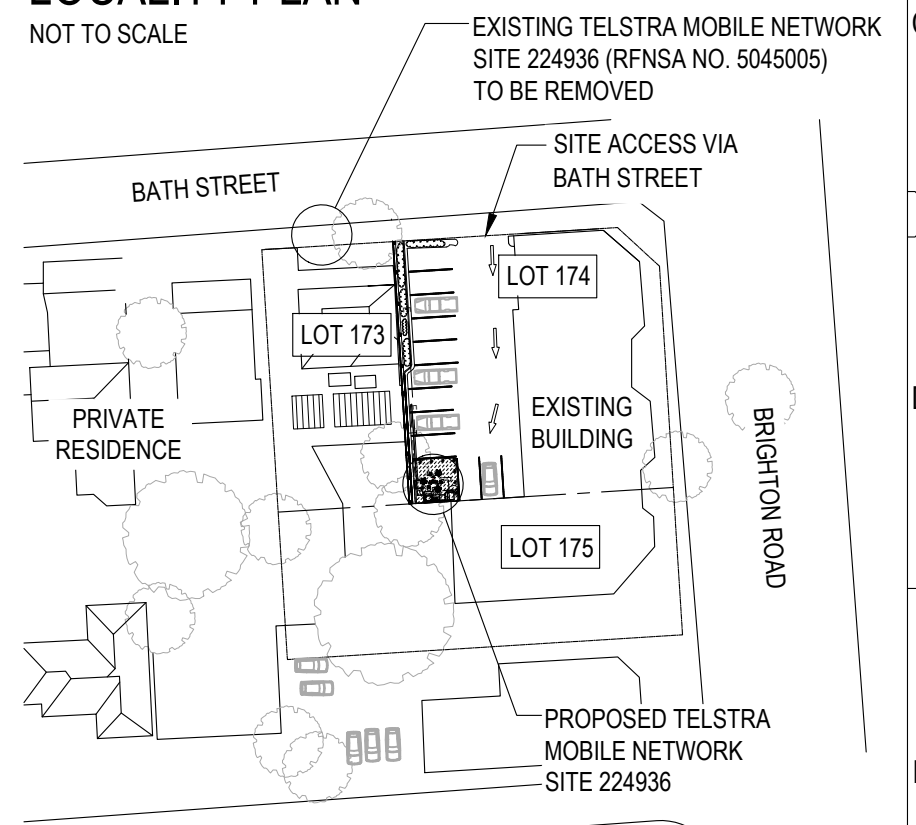 NOT TO SCALE
EXISTING TELSTRA MOBILE NETWORK
SITE 224936 (RFNSA NO. 5045005)
TO BE REMOVED
SITE ACCESS VIA
BATH STREET
BATH STREET
LOT 174
LOT 173
EXISTING
BUILDING
PRIVATE
RESIDENCE
BRIGHTON ROAD
LOT 175
PROPOSED TELSTRA
MOBILE NETWORK
SITE 224936